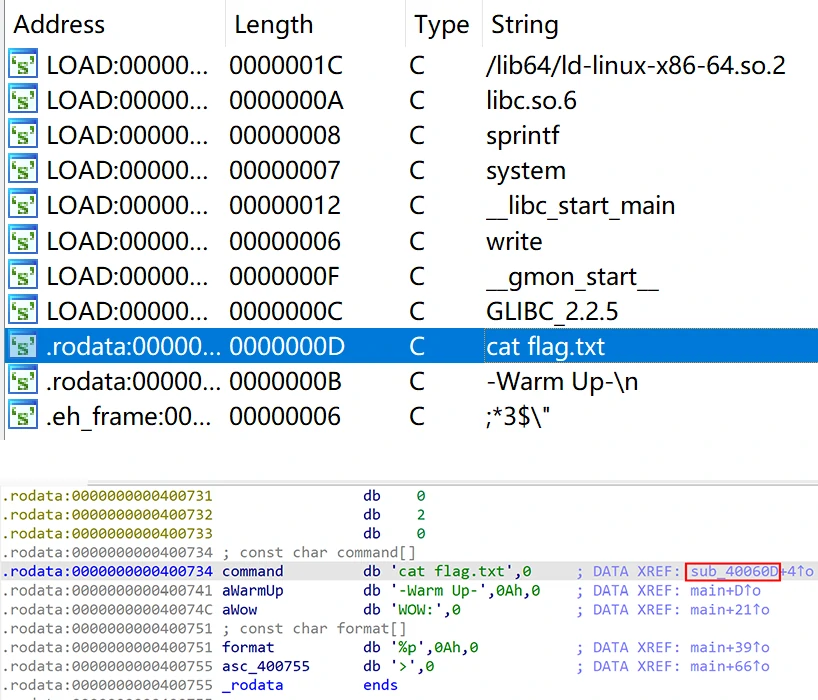 Address Length Type String
LOAD:00000... 0000001C C /lib64/ld-linux-x86-64.so.2
LOAD:00000... 0000000A C libc.so.6
LOAD:00000... 00000008 C sprintf
LOAD:00000... 00000007 C system
LOAD:00000... 00000012 C __libc_start_main
LOAD:00000... 00000006 C write
LOAD:00000... 0000000F C __gmon_start__
LOAD:00000... 0000000C C GLIBC_2.2.5
.rodata:00000... 0000000D C cat flag.txt
.rodata:00000... 0000000B C -Warm Up-\n
.eh_frame:00... 00000006 C ;*3$\"
.rodata:0000000000400731 db 0
.rodata:0000000000400732 db 2
.rodata:0000000000400733 db 0
.rodata:0000000000400734 ; const char command[]
.rodata:0000000000400734 command db 'cat flag.txt',0 ; DATA XREF: sub_40060D+4↑o
.rodata:0000000000400741 aWarmUp db '-Warm Up-',0Ah,0 ; DATA XREF: main+D↑o
.rodata:000000000040074C aWow db 'WOW:',0 ; DATA XREF: main+21↑o
.rodata:0000000000400751 ; const char format[]
.rodata:0000000000400751 format db '%p',0Ah,0 ; DATA XREF: main+39↑o
.rodata:0000000000400755 asc_400755 db '>',0 ; DATA XREF: main+66↑o
.rodata:0000000000400755 _rodata ends